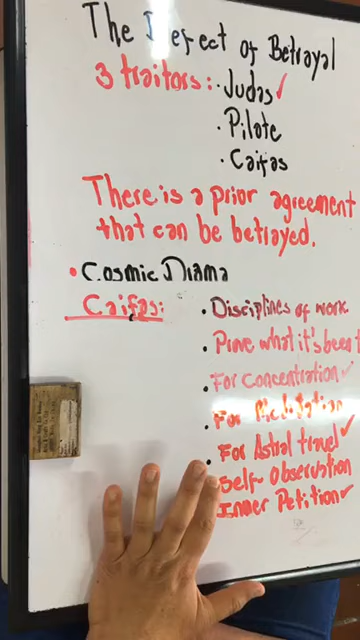 The Defect of Betrayal
3 traitors: • Judas ✓
• Pilate
• Caifas
There is a prior agreement
that can be betrayed.
• Cosmic Drama
Caifas:
• Disciplines of work
• Prove what it's been
• For Concentration ✓
• For Meditation
• For Astral travel ✓
• Self-Observation
Inner Petition ✓